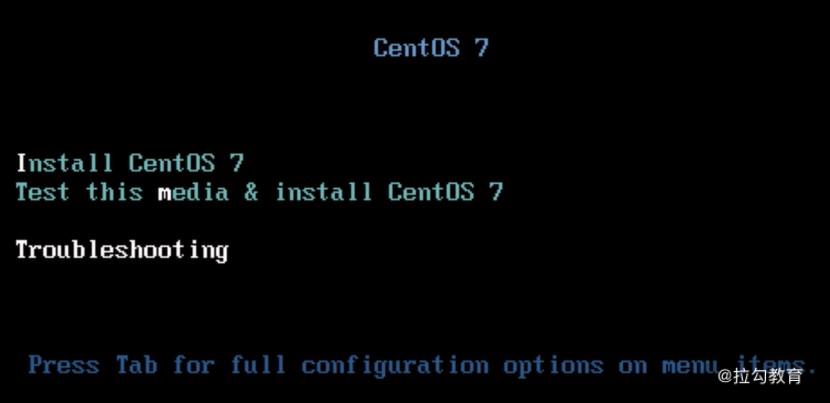 CentOS 7
Install CentOS 7
Test this media & install CentOS 7
Troubleshooting
Press Tab for full configuration options on menu items.
@拉勾教育